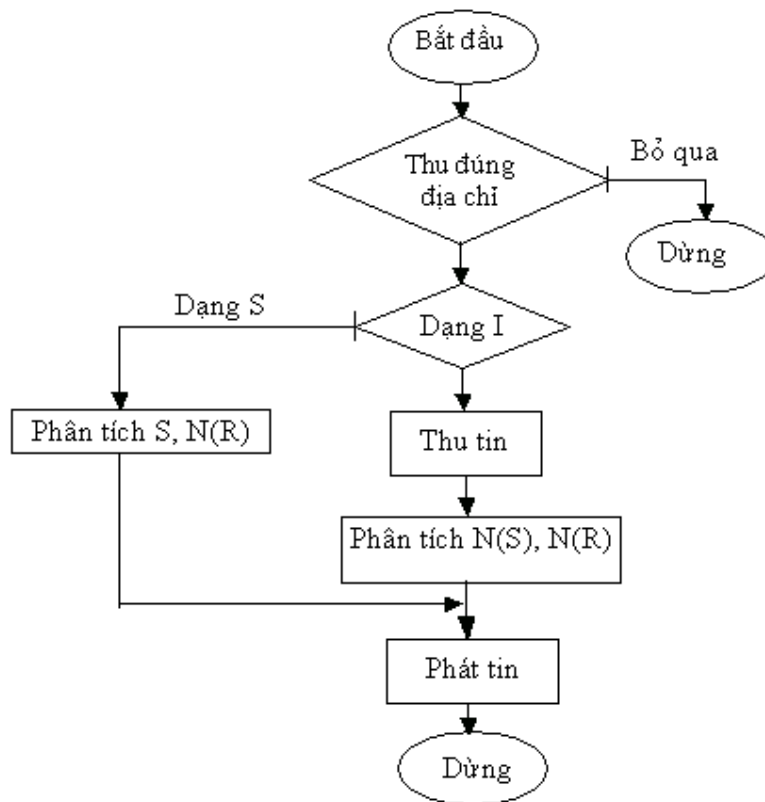 Bắt đầu
Thu đúng
địa chỉ
Bỏ qua
Dừng
Dạng S
Dạng I
Phân tích S, N(R)
Thu tin
Phân tích N(S), N(R)
Phát tin
Dừng